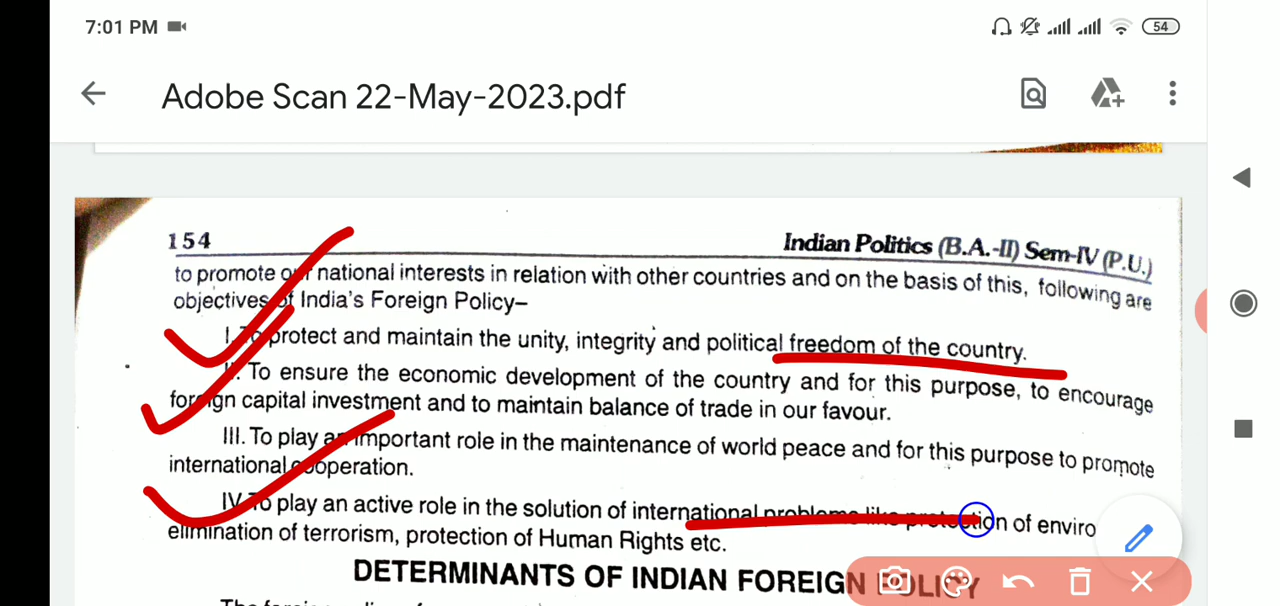 7:01 PM 54
Adobe Scan 22-May-2023.pdf
154 Indian Politics (B.A.-II) Sem-IV (P.U.)
to promote our national interests in relation with other countries and on the basis of this, following are
objectives of India's Foreign Policy–
I. To protect and maintain the unity, integrity and political freedom of the country.
II. To ensure the economic development of the country and for this purpose, to encourage
foreign capital investment and to maintain balance of trade in our favour.
III. To play an important role in the maintenance of world peace and for this purpose to promote
international cooperation.
IV. To play an active role in the solution of international problems like protection of enviro
elimination of terrorism, protection of Human Rights etc.
DETERMINANTS OF INDIAN FOREIGN POLICY